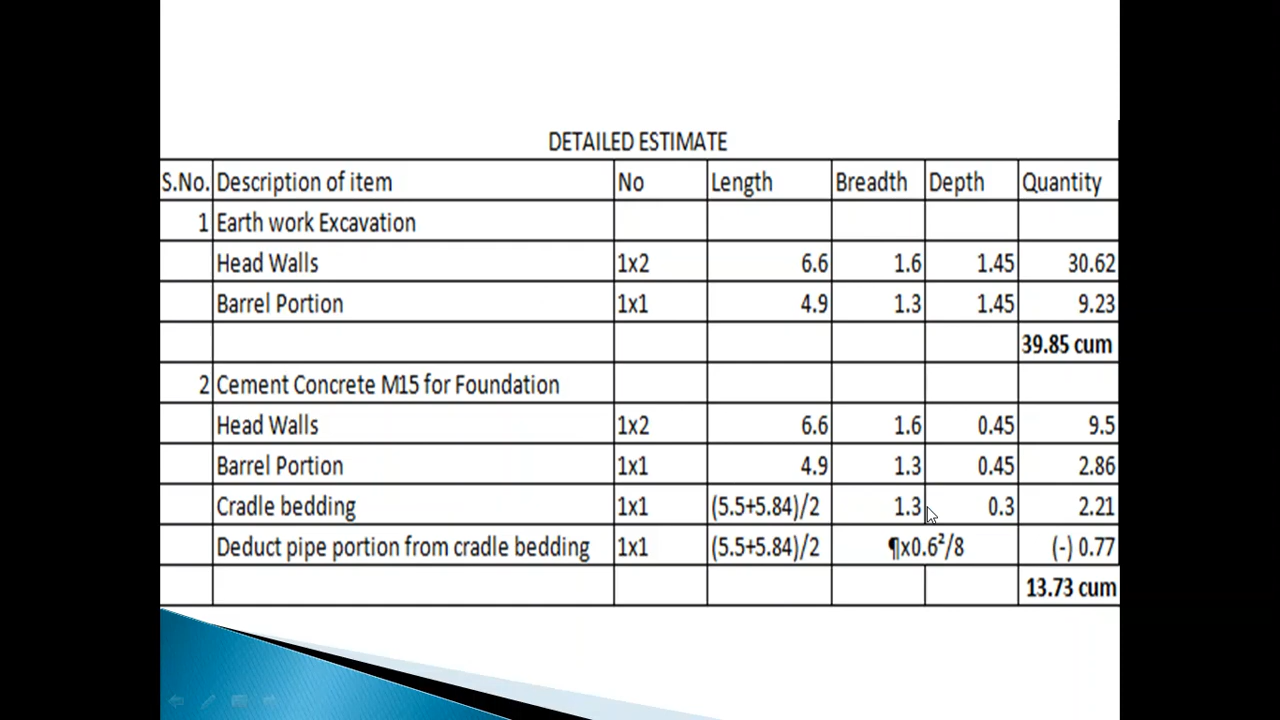 DETAILED ESTIMATE
S.No. Description of item No Length Breadth Depth Quantity
1 Earth work Excavation
Head Walls 1x2 6.6 1.6 1.45 30.62
Barrel Portion 1x1 4.9 1.3 1.45 9.23
39.85 cum
2 Cement Concrete M15 for Foundation
Head Walls 1x2 6.6 1.6 0.45 9.5
Barrel Portion 1x1 4.9 1.3 0.45 2.86
Cradle bedding 1x1 (5.5+5.84)/2 1.3 0.3 2.21
Deduct pipe portion from cradle bedding 1x1 (5.5+5.84)/2 ¶x0.6²/8 (-) 0.77
13.73 cum